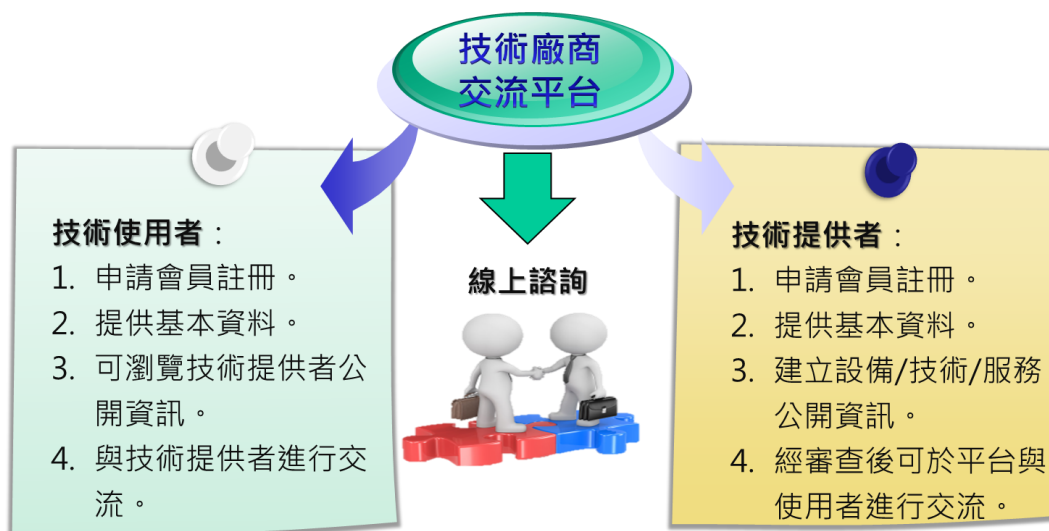 技術廠商
交流平台
技術使用者：
1. 申請會員註冊。
2. 提供基本資料。
3. 可瀏覽技術提供者公
開資訊。
4. 與技術提供者進行交
流。
線上諮詢
技術提供者：
1. 申請會員註冊。
2. 提供基本資料。
3. 建立設備/技術/服務
公開資訊。
4. 經審查後可於平台與
使用者進行交流。